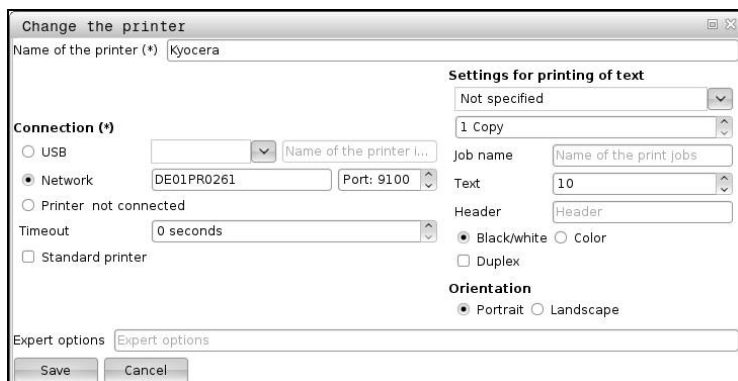 Change the printer
Name of the printer (*) Kyocera
Settings for printing of text
Not specified
Connection (*)
1 Copy
USB Name of the printer i...
Job name Name of the print jobs
Network DE01PR0261 Port: 9100
Text 10
Printer not connected
Header Header
Timeout 0 seconds
Black/white Color
Standard printer
Duplex
Orientation
Portrait Landscape
Expert options Expert options
Save Cancel